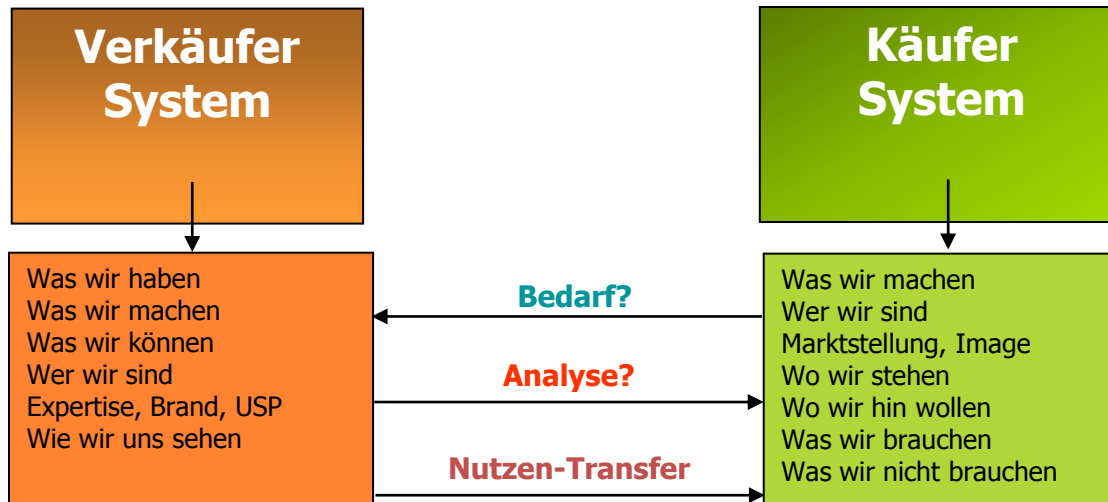 Verkäufer
System
Käufer
System
Was wir haben
Was wir machen
Was wir können
Wer wir sind
Expertise, Brand, USP
Wie wir uns sehen
Bedarf?
Analyse?
Nutzen-Transfer
Was wir machen
Wer wir sind
Marktstellung, Image
Wo wir stehen
Wo wir hin wollen
Was wir brauchen
Was wir nicht brauchen